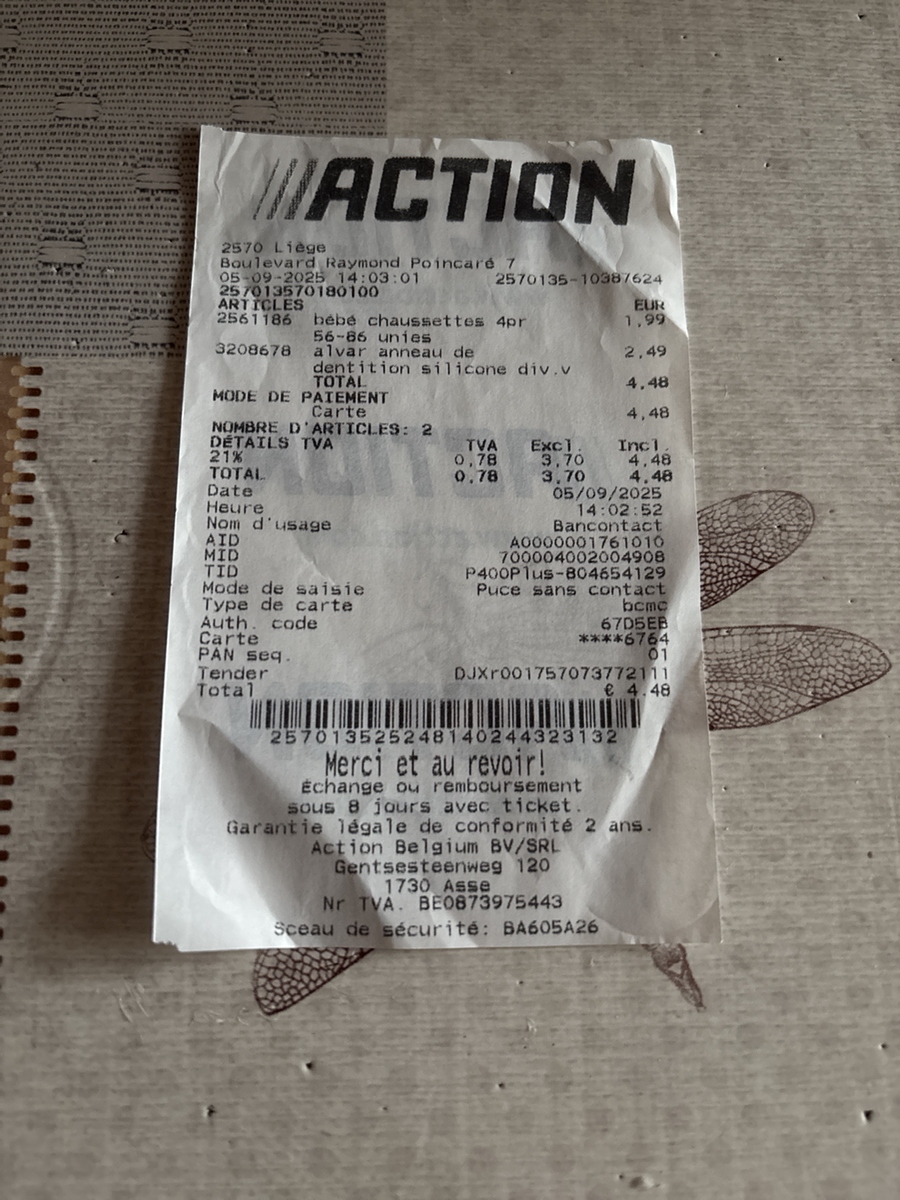 ///ACTION
2570 Liège
Boulevard Raymond Poincaré 7
05-09-2025 14:03:01 2570135-10387624
257013570180100
ARTICLES EUR
2561186 bébé chaussettes 4pr 1,99
56-86 unies
3208678 alvar anneau de 2,49
dentition silicone div.v
TOTAL 4,48
MODE DE PAIEMENT
Carte 4,48
NOMBRE D'ARTICLES: 2
DÉTAILS TVA TVA Excl. Incl.
21% 0,78 3,70 4,48
TOTAL 0,78 3,70 4,48
Date 05/09/2025
Heure 14:02:52
Nom d'usage Bancontact
AID A0000001761010
MID 700004002004908
TID P400Plus-804654129
Mode de saisie Puce sans contact
Type de carte bcmc
Auth. code 67D5EB
Carte ****6764
PAN seq. 01
Tender DJXr001757073772111
Total € 4.48
257013525248140244323132
Merci et au revoir!
Échange ou remboursement
sous 8 jours avec ticket.
Garantie légale de conformité 2 ans.
Action Belgium BV/SRL
Gentsesteenweg 120
1730 Asse
Nr TVA. BE0873975443
Sceau de sécurité: BA605A26